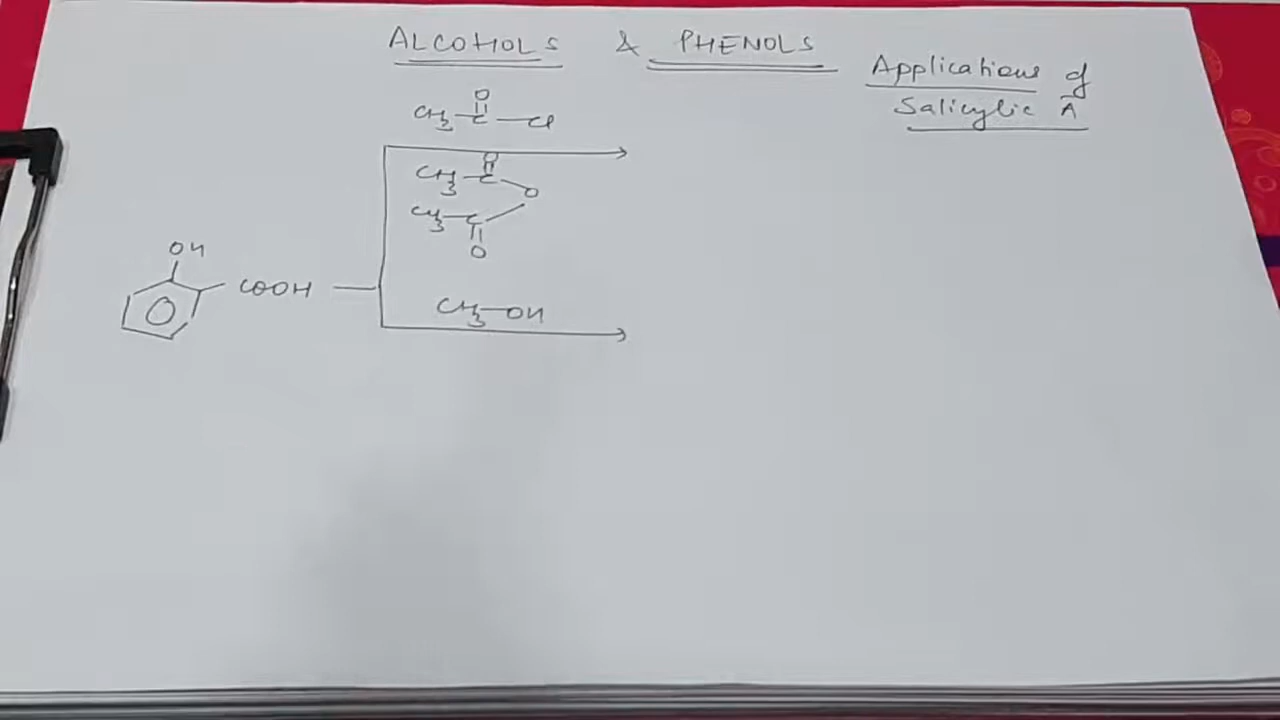 ALCOHOLS & PHENOLS
Applications of
Salicylic Ā
O
CH3-C-Cl
O
CH3-C
O
CH3-C
O
OH
COOH
CH3-OH